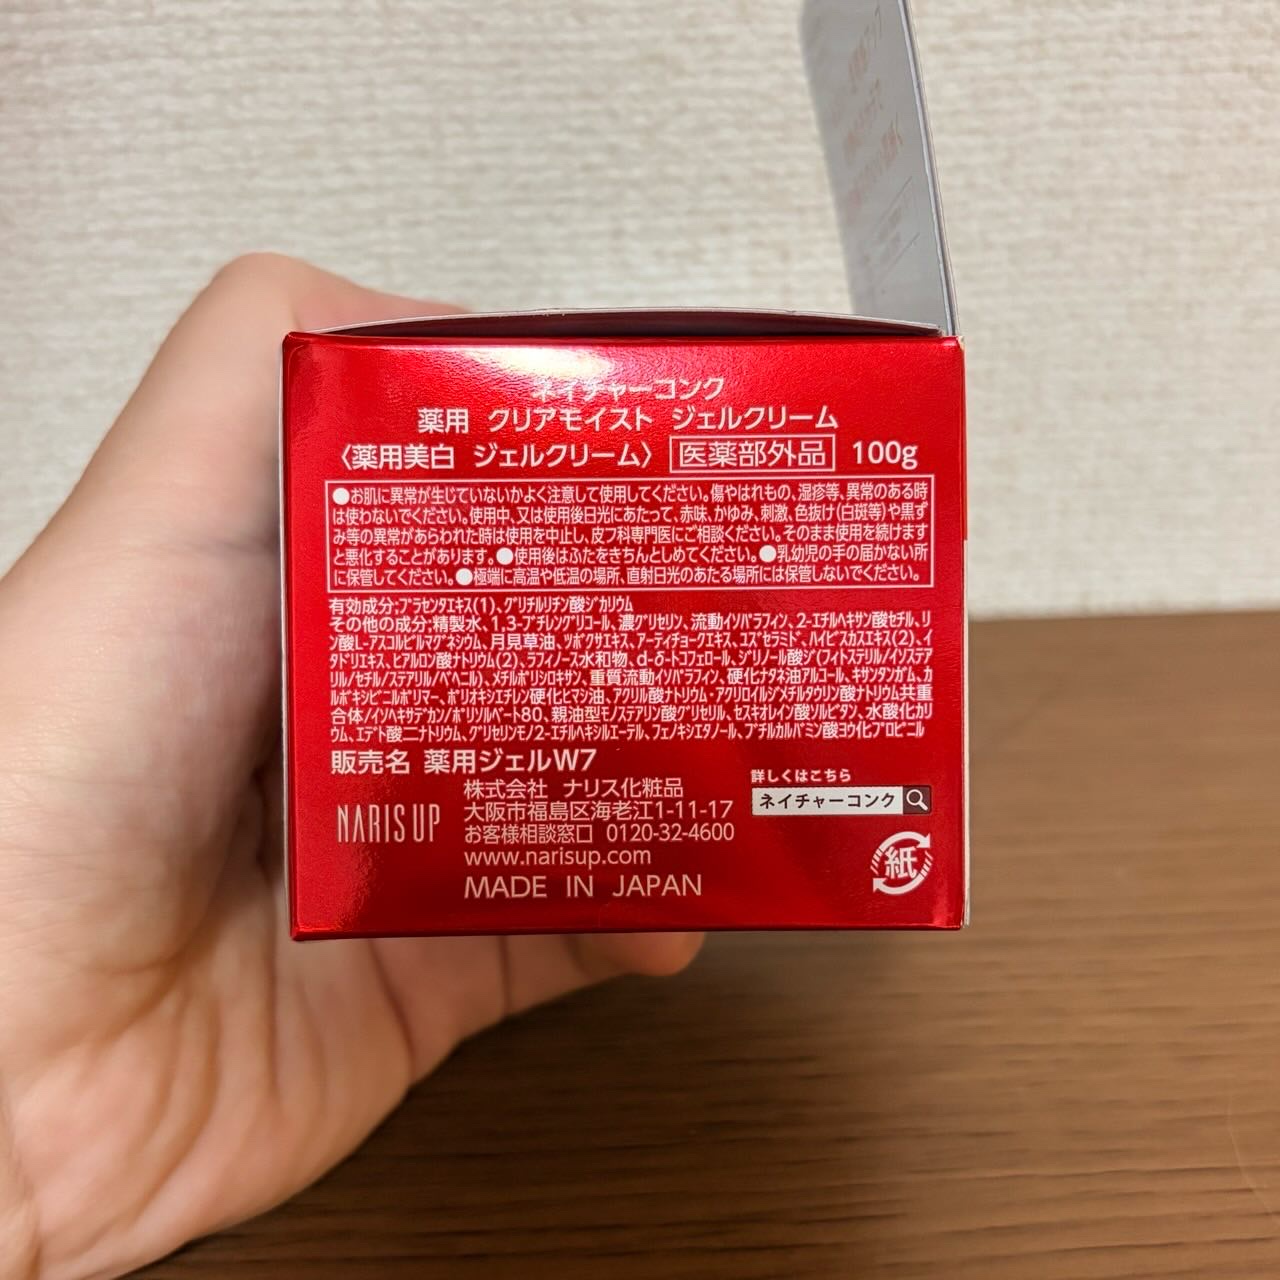 ネイチャーコンク
薬用 クリアモイスト ジェルクリーム
〈薬用美白 ジェルクリーム〉 医薬部外品 100g
●お肌に異常が生じていないかよく注意して使用してください。傷やはれもの、湿疹等、異常のある時
は使わないでください。使用中、又は使用後日光にあたって、赤味、かゆみ、刺激、色抜け(白斑等)や黒ず
み等の異常があらわれた時は使用を中止し、皮フ科専門医にご相談ください。そのまま使用を続けます
と悪化することがあります。●使用後はふたをきちんとしめてください。●乳幼児の手の届かない所
に保管してください。●極端に高温や低温の場所、直射日光のあたる場所には保管しないでください。
有効成分;プラセンタエキス(1)、グリチルリチン酸ジカリウム
その他の成分;精製水、1,3-ブチレングリコール、濃グリセリン、流動イソパラフィン、2-エチルヘキサン酸セチル、リ
ン酸L-アスコルビルマグネシウム、月見草油、ツボクサエキス、アーティチョークエキス、ユズセラミド、ハイビスカスエキス(2)、イ
タドリエキス、ヒアルロン酸ナトリウム(2)、ラフィノース水和物、d-δ-トコフェロール、ジリノール酸ジ(フィトステリル/イソステア
リル/セチル/ステアリル/ベヘニル)、メチルポリシロキサン、重質流動イソパラフィン、硬化ナタネ油アルコール、キサンタンガム、カ
ルボキシビニルポリマー、ポリオキシエチレン硬化ヒマシ油、アクリル酸ナトリウム・アクリロイルジメチルタウリン酸ナトリウム共重
合体/イソヘキサデカン/ポリソルベート80、親油型モノステアリン酸グリセリル、セスキオレイン酸ソルビタン、水酸化カリ
ウム、エデト酸二ナトリウム、グリセリンモノ2-エチルヘキシルエーテル、フェノキシエタノール、ブチルカルバミン酸ヨウ化プロピニル
販売名 薬用ジェルW7
NARIS UP
株式会社 ナリス化粧品
大阪市福島区海老江1-11-17
お客様相談窓口 0120-32-4600
www.narisup.com
MADE IN JAPAN
詳しくはこちら
ネイチャーコンク
紙